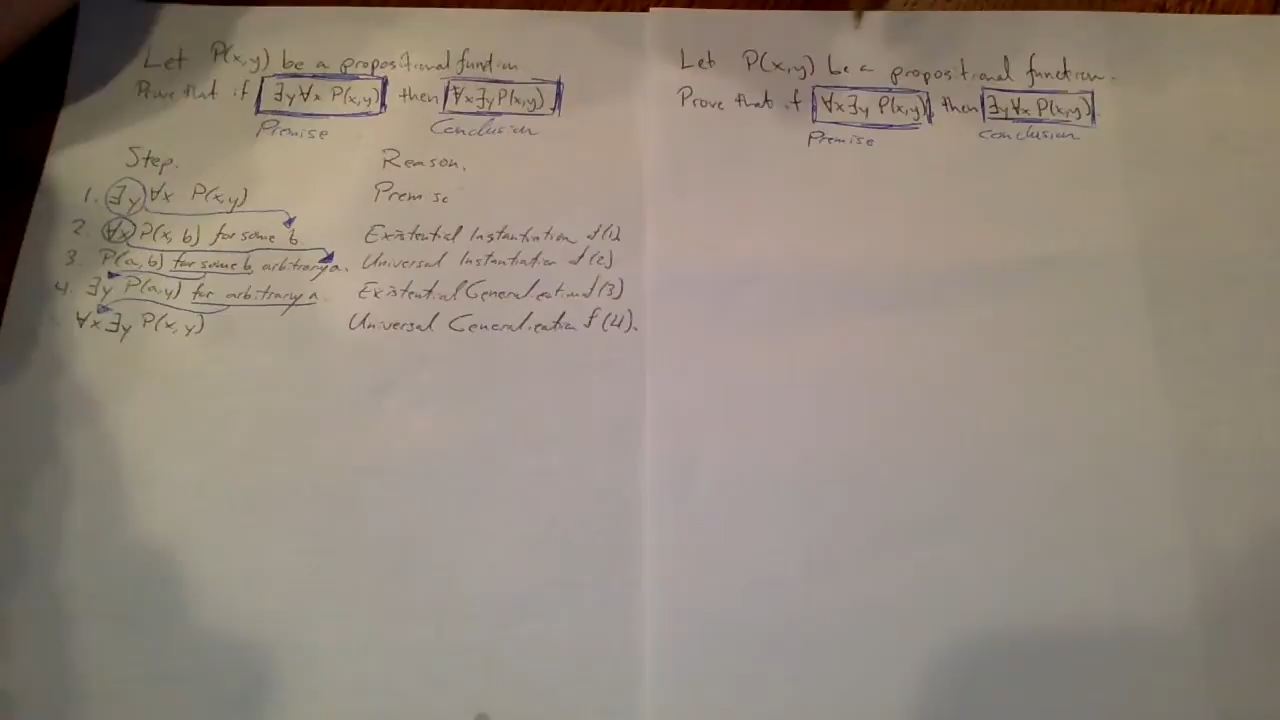 Let P(x,y) be a propositional function
Prove that if ∃y∀x P(x,y) then ∀x∃y P(x,y)
Premise Conclusion
Step. Reason.
1. ∃y ∀x P(x,y) Premise
2. ∀x P(x, b) for some b. Existential Instantiation of (1)
3. P(a,b) for some b, arbitrary a. Universal Instantiation of (2)
4. ∃y P(a,y) for arbitrary a Existential Generalization of (3)
∀x∃y P(x,y) Universal Generalization of (4).
Let P(x,y) be a propositional function.
Prove that if ∀x∃y P(x,y), then ∃y∀x P(x,y)
Premise Conclusion